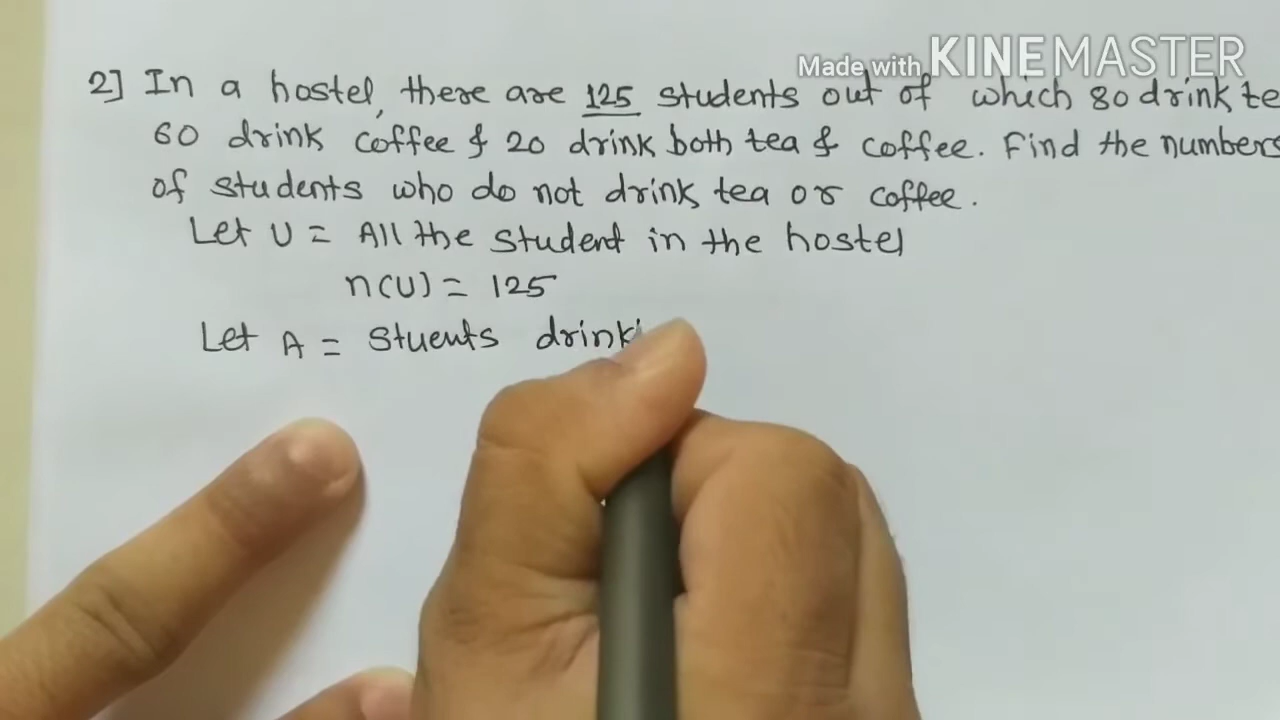 Made with KINEMASTER
2] In a hostel, there are 125 students out of which 80 drink te
60 drink coffee & 20 drink both tea & coffee. Find the numbers
of students who do not drink tea or coffee.
Let U = All the student in the hostel
n(U) = 125
Let A = Stuents drinki